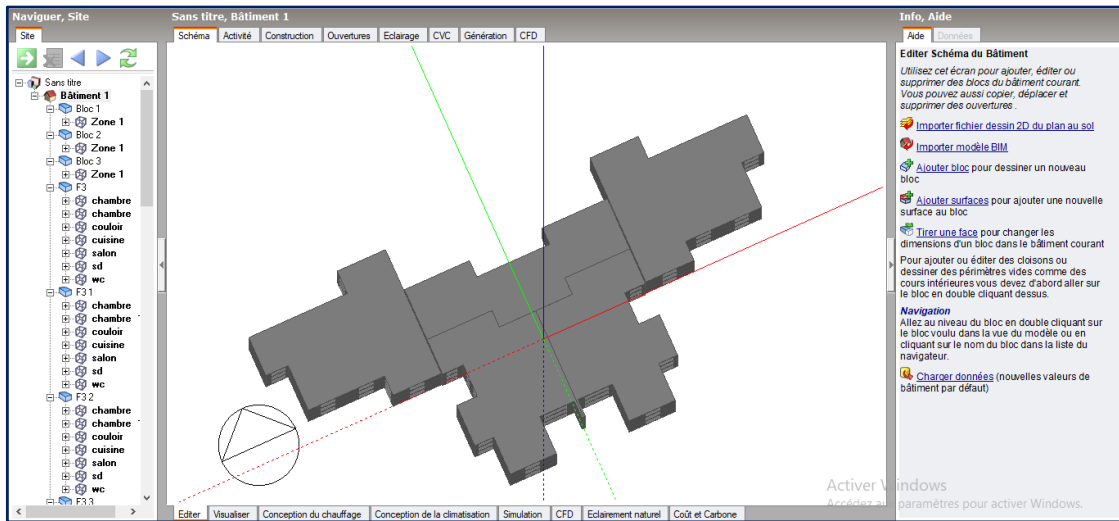 Naviguer, Site
Site
Sans titre
Bâtiment 1
Bloc 1
Zone 1
Bloc 2
Zone 1
Bloc 3
Zone 1
F3
chambre
chambre
couloir
cuisine
salon
sd
wc
F3 1
chambre
chambre
couloir
cuisine
salon
sd
wc
F3 2
chambre
couloir
cuisine
salon
sd
wc
F3 3
Sans titre, Bâtiment 1
Schéma Activité Construction Ouvertures Eclairage CVC Génération CFD
Editer Visualiser Conception du chauffage Conception de la climatisation Simulation CFD Eclairement naturel Coût et Carbone
Info, Aide
Aide Données
Editer Schéma du Bâtiment
Utilisez cet écran pour ajouter, éditer ou
supprimer des blocs du bâtiment courant.
Vous pouvez aussi copier, déplacer et
supprimer des ouvertures .
Importer fichier dessin 2D du plan au sol
Importer modèle BIM
Ajouter bloc pour dessiner un nouveau
bloc
Ajouter surfaces pour ajouter une nouvelle
surface au bloc
Tirer une face pour changer les
dimensions d'un bloc dans le bâtiment courant
Pour ajouter ou éditer des cloisons ou
dessiner des périmètres vides comme des
cours intérieures vous devez d'abord aller sur
le bloc en double cliquant dessus.
Navigation
Allez au niveau du bloc en double cliquant sur
le bloc voulu dans la vue du modèle ou en
cliquant sur le nom du bloc dans la liste du
navigateur.
Charger données (nouvelles valeurs de
bâtiment par défaut)
Activer Windows
Accédez aux paramètres pour activer Windows.